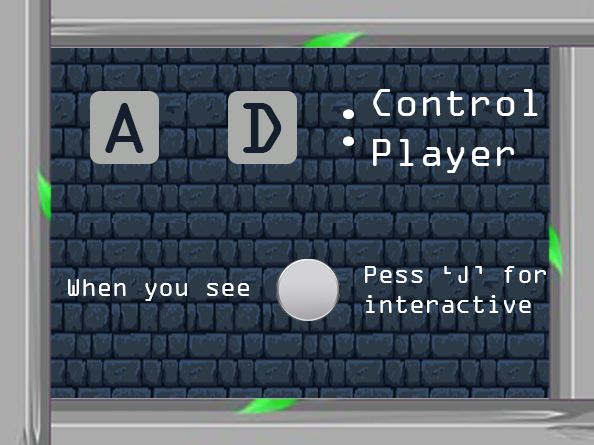 A D : Control
Player
When you see
Pess 'J' for
interactive